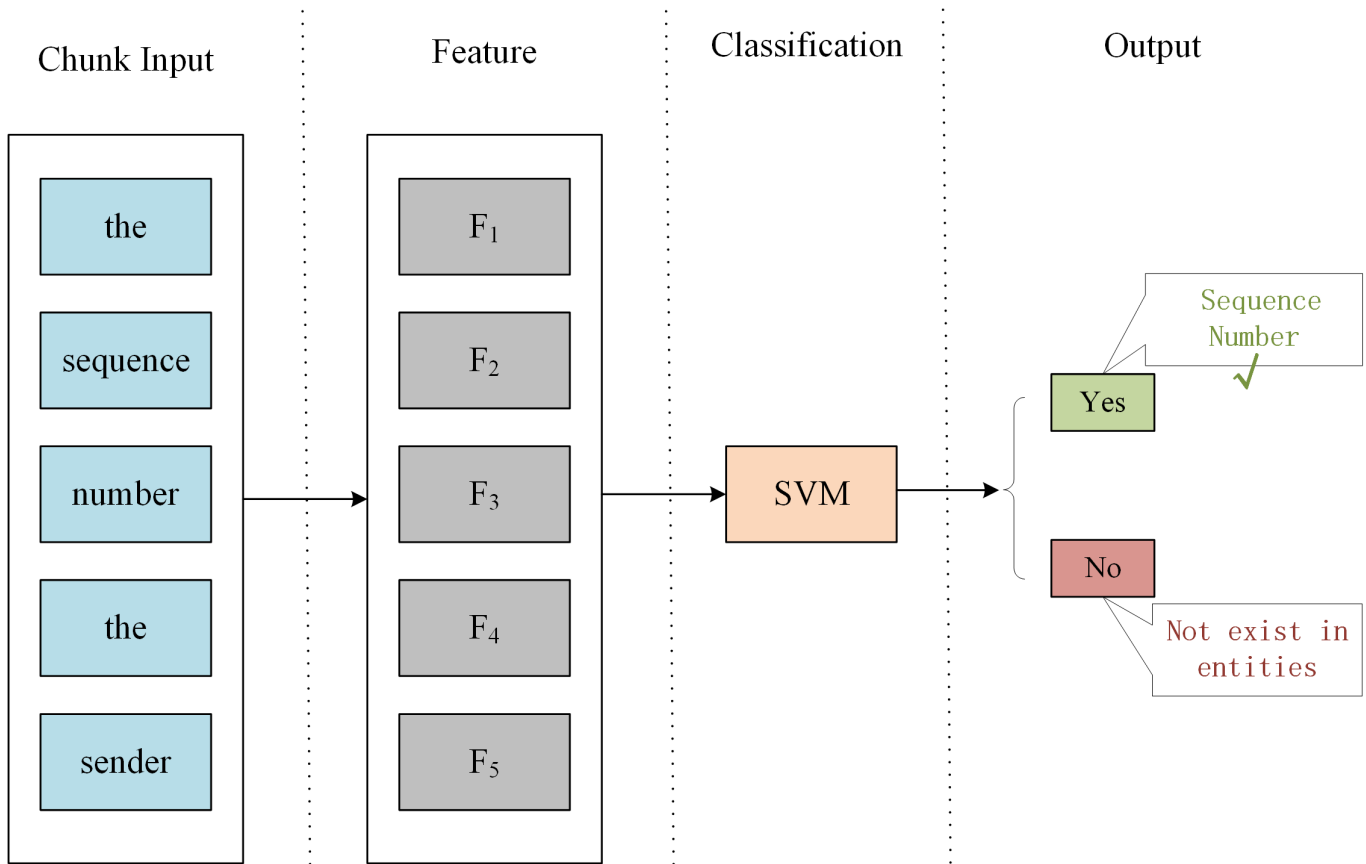 Chunk Input
Feature
Classification
Output
the
sequence
number
the
sender
F₁
F₂
F₃
F₄
F₅
SVM
Sequence
Number
Yes
No
Not exist in
entities